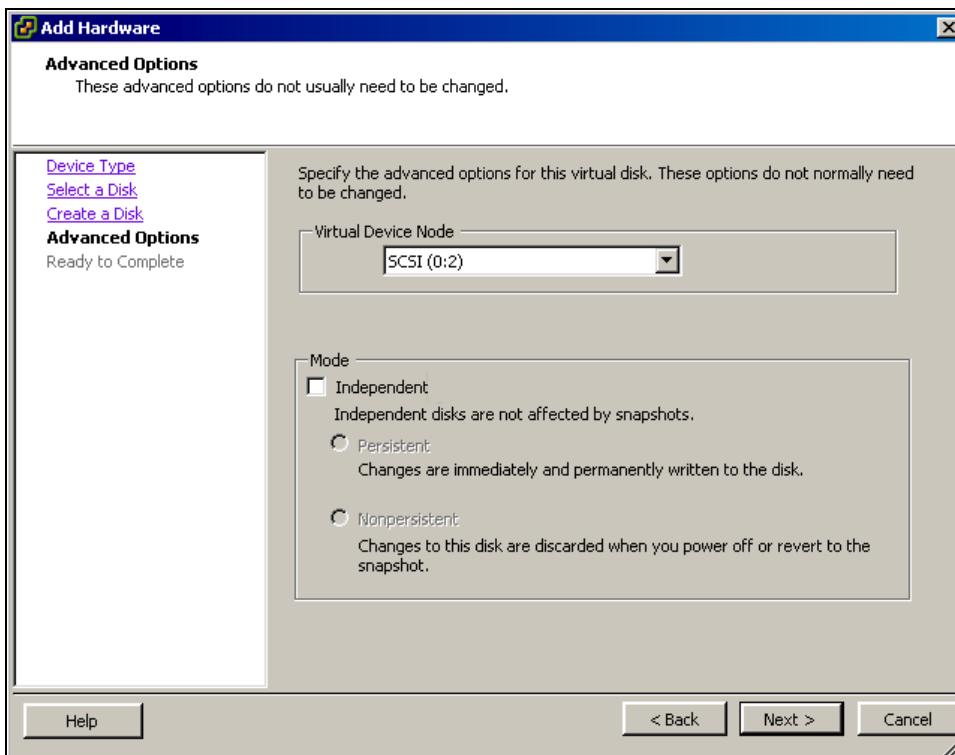 Add Hardware
Advanced Options
These advanced options do not usually need to be changed.
Device Type
Select a Disk
Create a Disk
Advanced Options
Ready to Complete
Specify the advanced options for this virtual disk. These options do not normally need
to be changed.
Virtual Device Node
SCSI (0:2)
Mode
Independent
Independent disks are not affected by snapshots.
Persistent
Changes are immediately and permanently written to the disk.
Nonpersistent
Changes to this disk are discarded when you power off or revert to the
snapshot.
Help
< Back
Next >
Cancel